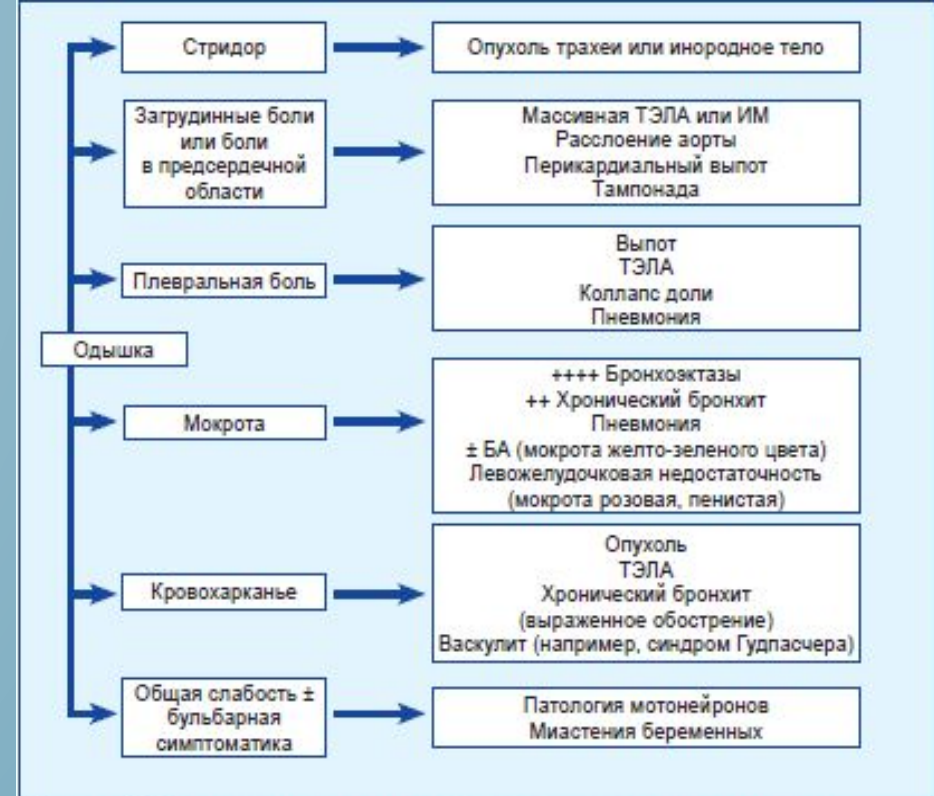 Стридор
Опухоль трахеи или инородное тело
Загрудинные боли
или боли
в предсердечной
области
Массивная ТЭЛА или ИМ
Расслоение аорты
Перикардиальный выпот
Тампонада
Плевральная боль
Выпот
ТЭЛА
Коллапс доли
Пневмония
Одышка
Мокрота
++++ Бронхоэктазы
++ Хронический бронхит
Пневмония
± БА (мокрота желто-зеленого цвета)
Левожелудочковая недостаточность
(мокрота розовая, пенистая)
Кровохарканье
Опухоль
ТЭЛА
Хронический бронхит
(выраженное обострение)
Васкулит (например, синдром Гудпасчера)
Общая слабость ±
бульбарная
симптоматика
Патология мотонейронов
Миастения беременных